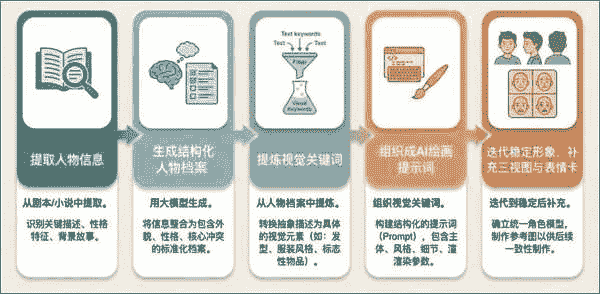 提取人物信息
从剧本/小说中提取。
识别关键描述、性格
特征、背景故事。
生成结构化
人物档案
用大模型生成。
将信息整合为包含外
貌、性格、核心冲突
的标准化档案。
Text keywords
Text
Text
Filter
Visual
Keywords
提炼视觉关键词
从人物档案中提炼。
转换抽象描述为具体
的视觉元素（如：发
型、服装风格、标志
性物品）。
组织成AI绘画
提示词
组织视觉关键词。
构建结构化的提示词
（Prompt），包含主
体、风格、细节、渲
渲染参数。
迭代稳定形象、补
充三视图与表情卡
迭代到稳定后补充。
确立统一角色模型，
制作参考图以供后续
一致性制作。